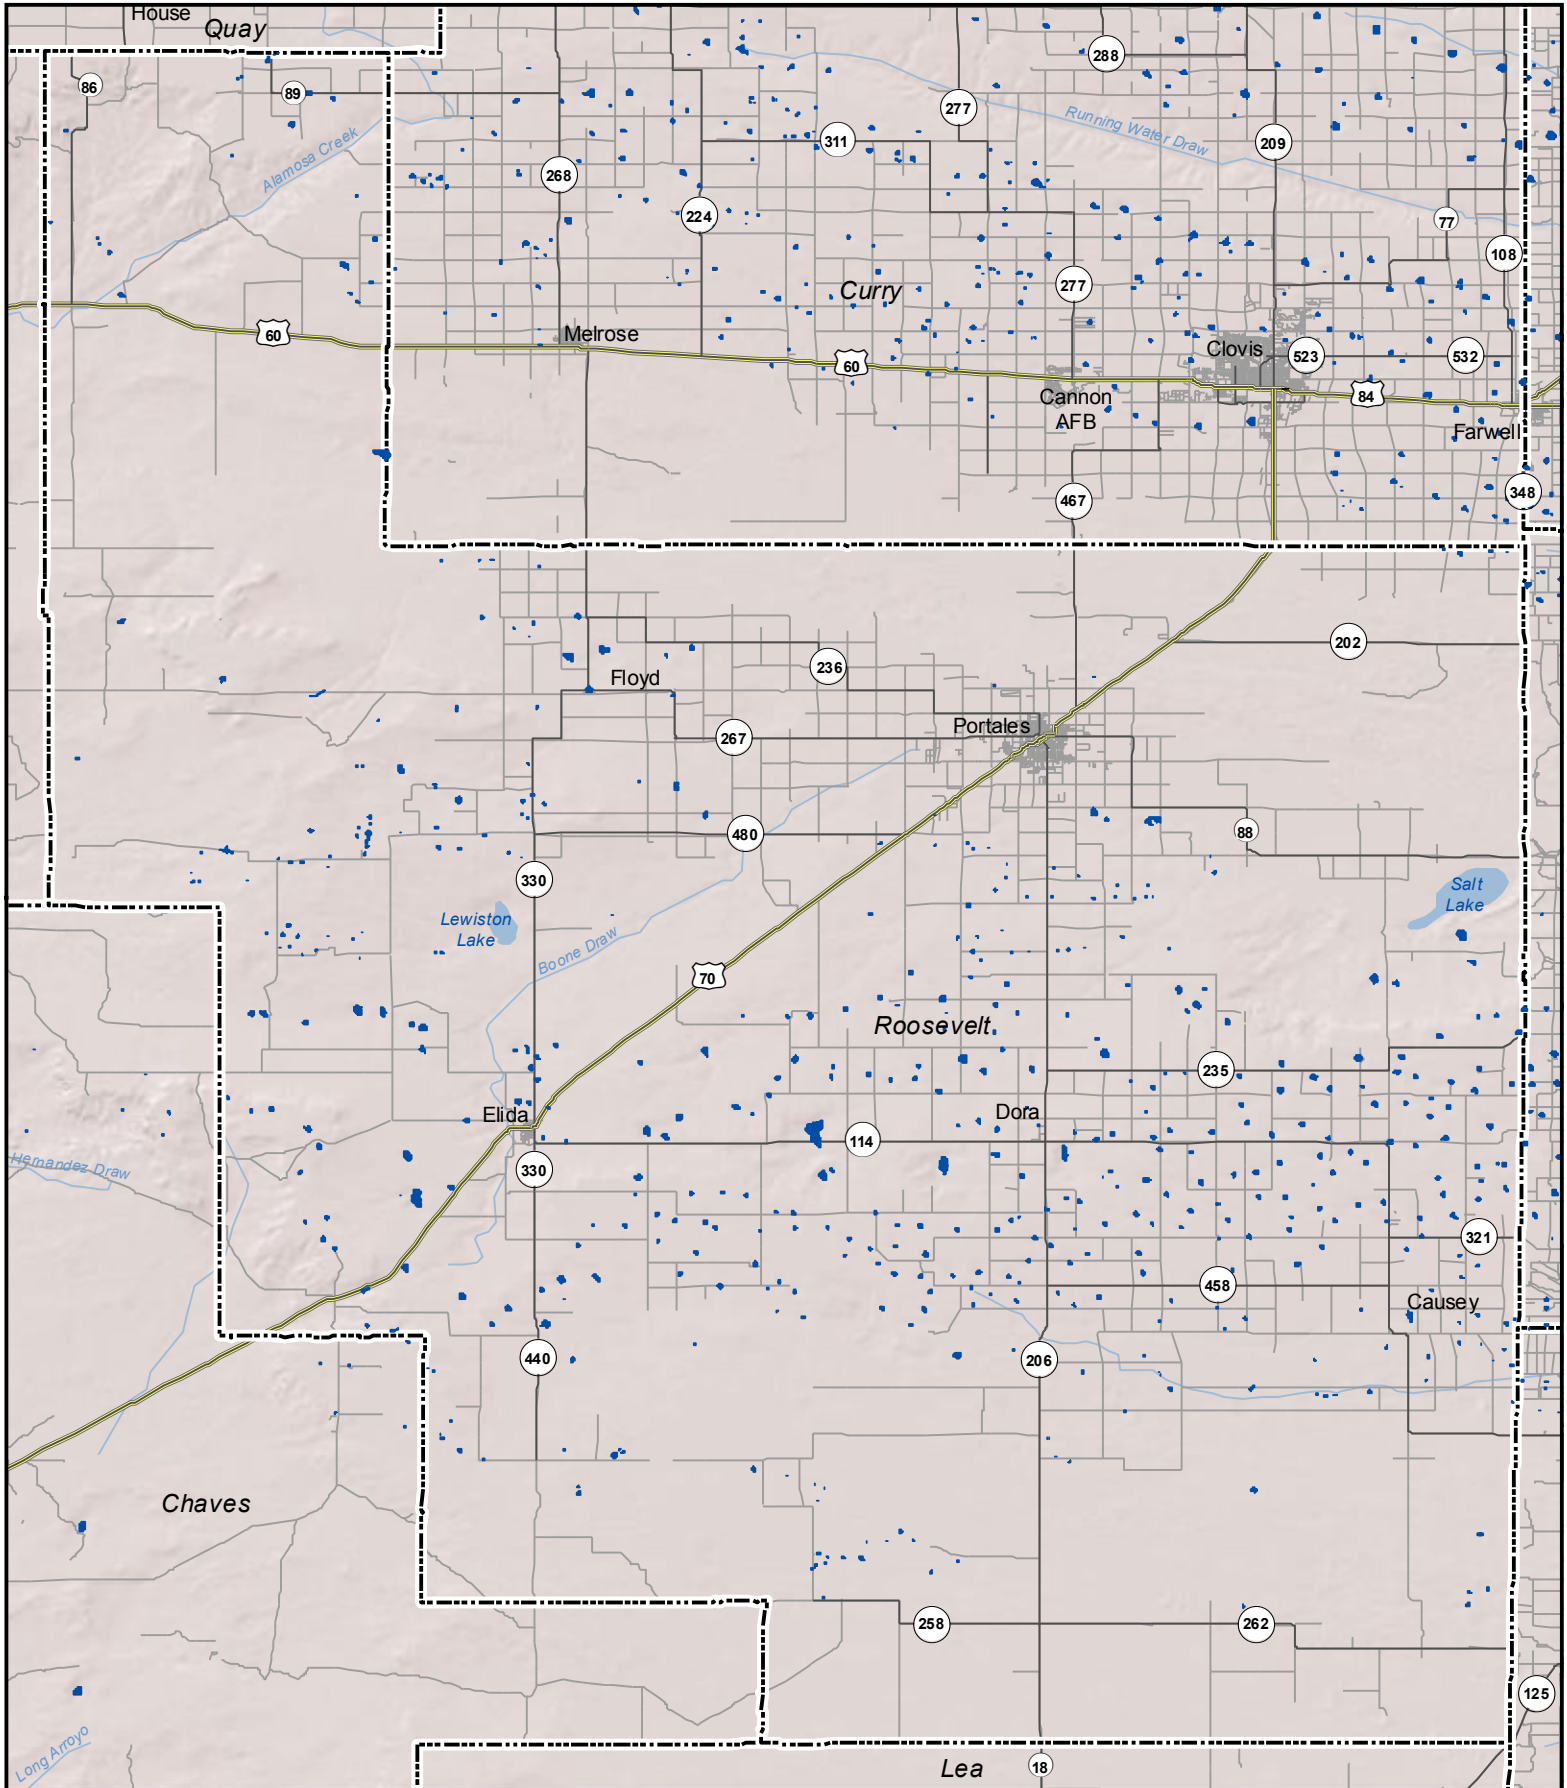 House
Quay
86
89
288
277
311
Alamosa Creek
Running Water Draw
209
268
224
77
108
277
Curry
60
Melrose
60
Clovis
523
532
84
Cannon
AFB
Farwell
467
348
202
236
Floyd
Portales
267
480
88
330
Salt
Lake
Lewiston
Lake
Boone Draw
70
Roosevelt
235
Elida
Dora
114
330
Hernandez Draw
321
458
Causey
440
206
Chaves
258
262
125
Long Arroyo
Lea
18